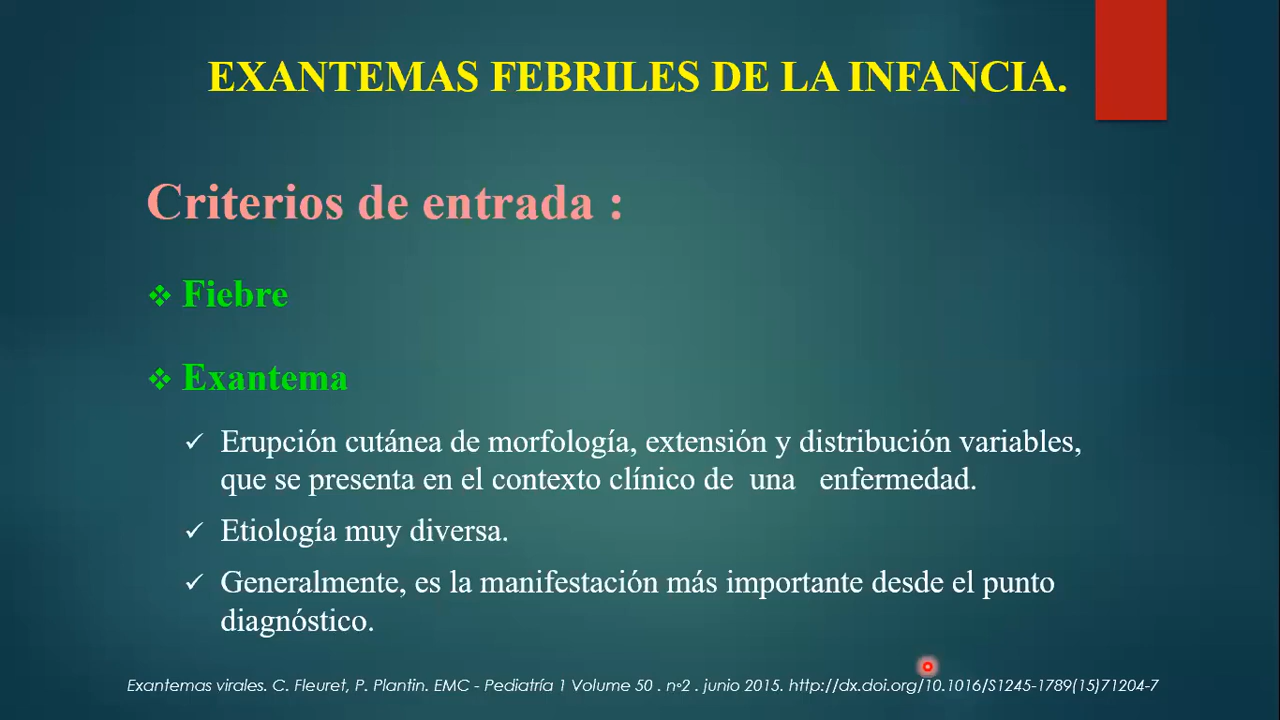 EXANTEMAS FEBRILES DE LA INFANCIA.
Criterios de entrada :
Fiebre
Exantema
Erupción cutánea de morfología, extensión y distribución variables,
que se presenta en el contexto clínico de una enfermedad.
Etiología muy diversa.
Generalmente, es la manifestación más importante desde el punto
diagnóstico.
Exantemas virales. C. Fleuret, P. Plantin. EMC - Pediatría 1 Volume 50 . n◦2 . junio 2015. http://dx.doi.org/10.1016/S1245-1789(15)71204-7